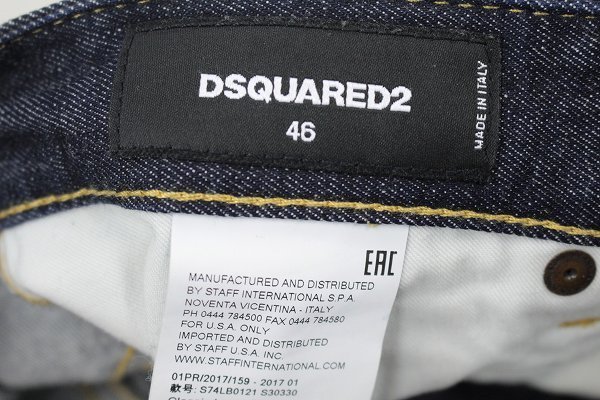 DSQUARED2
46
MADE IN ITALY
EAC
MANUFACTURED AND DISTRIBUTED
BY STAFF INTERNATIONAL S.P.A
NOVENTA VICENTINA - ITALY
PH 0444 784500 FAX 0444 784580
FOR U.S.A. ONLY
IMPORTED AND DISTRIBUTED
BY STAFF U.S.A. INC.
WWW.STAFFINTERNATIONAL.COM
01PR/2017/159 - 2017 01
款号: S74LB0121 S30330